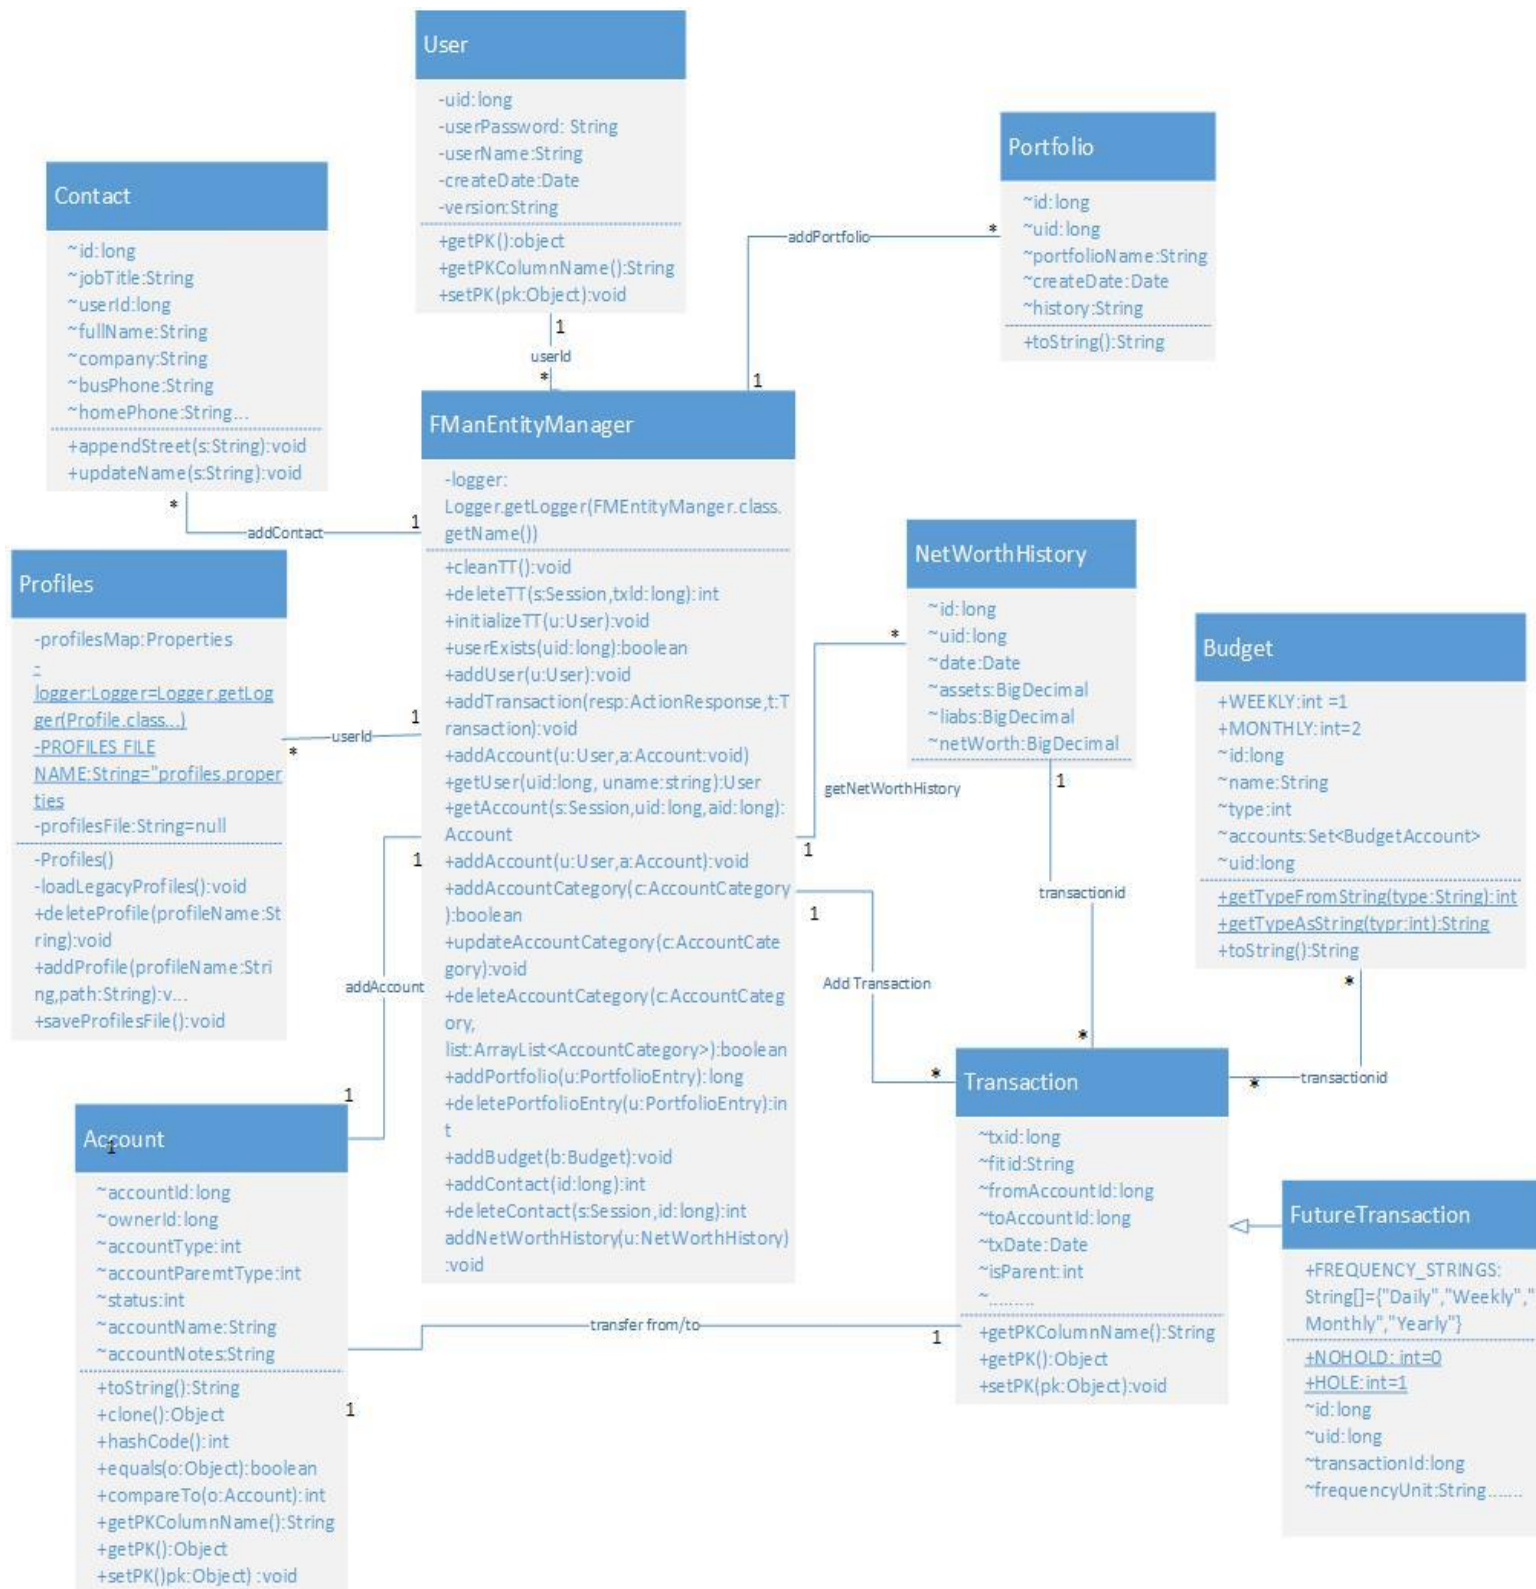 User
-uid:long
-userPassword: String
-userName:String
-createDate:Date
-version:String
+getPK():object
+getPKColumnName():String
+setPK(pk:Object):void
1
userId
*
Portfolio
~id:long
~uid:long
~portfolioName:String
~createDate:Date
~history:String
+toString():String
*
addPortfolio
1
Contact
~id:long
~jobTitle:String
~userId:long
~fullName:String
~company:String
~busPhone:String
~homePhone:String...
+appendStreet(s:String):void
+updateName(s:String):void
*
addContact
1
FManEntityManager
-logger:
Logger.getLogger(FMEntityManger.class.
getName())
+cleanTT():void
+deleteTT(s:Session,txId:long):int
+initializeTT(u:User):void
+userExists(uid:long):boolean
+addUser(u:User):void
+addTransaction(resp:ActionResponse,t:T
ransaction):void
+addAccount(u:User,a:Account:void)
+getUser(uid:long, uname:string):User
+getAccount(s:Session,uid:long,aid:long):
Account
+addAccount(u:User,a:Account):void
+addAccountCategory(c:AccountCategory
):boolean
+updateAccountCategory(c:AccountCate
gory):void
+deleteAccountCategory(c:AccountCateg
ory,
list:ArrayList<AccountCategory>):boolean
+addPortfolio(u:PortfolioEntry):long
+deletePortfolioEntry(u:PortfolioEntry):in
t
+addBudget(b:Budget):void
+addContact(id:long):int
+deleteContact(s:Session,id:long):int
addNetWorthHistory(u:NetWorthHistory)
:void
Profiles
-profilesMap:Properties
-
logger:Logger=Logger.getLog
ger(Profile.class...)
-PROFILES FILE
NAME:String="profiles.proper
ties
-profilesFile:String=null
-Profiles()
-loadLegacyProfiles():void
+deleteProfile(profileName:St
ring):void
+addProfile(profileName:Stri
ng,path:String):v...
+saveProfilesFile():void
*
userId
1
NetWorthHistory
~id:long
~uid:long
~date:Date
~assets:BigDecimal
~liabs:BigDecimal
~netWorth:BigDecimal
*
getNetWorthHistory
1
1
transactionid
*
Budget
+WEEKLY:int =1
+MONTHLY:int=2
~id:long
~name:String
~type:int
~accounts:Set<BudgetAccount>
~uid:long
+getTypeFromString(type:String):int
+getTypeAsString(typr:int):String
+toString():String
*
transactionid
*
1
addAccount
1
1
Add Transaction
*
Account
1
~accountId:long
~ownerId:long
~accountType:int
~accountParemtType:int
~status:int
~accountName:String
~accountNotes:String
+toString():String
+clone():Object
+hashCode():int
+equals(o:Object):boolean
+compareTo(o:Account):int
+getPKColumnName():String
+getPK():Object
+setPK()pk:Object) :void
1
transfer from/to
1
Transaction
~txid:long
~fitid:String
~fromAccountId:long
~toAccountId:long
~txDate:Date
~isParent:int
~.........
+getPKColumnName():String
+getPK():Object
+setPK(pk:Object):void
FutureTransaction
+FREQUENCY_STRINGS:
String[]={"Daily","Weekly","
Monthly","Yearly"}
+NOHOLD: int=0
+HOLE:int=1
~id:long
~uid:long
~transactionId:long
~frequencyUnit:String.......